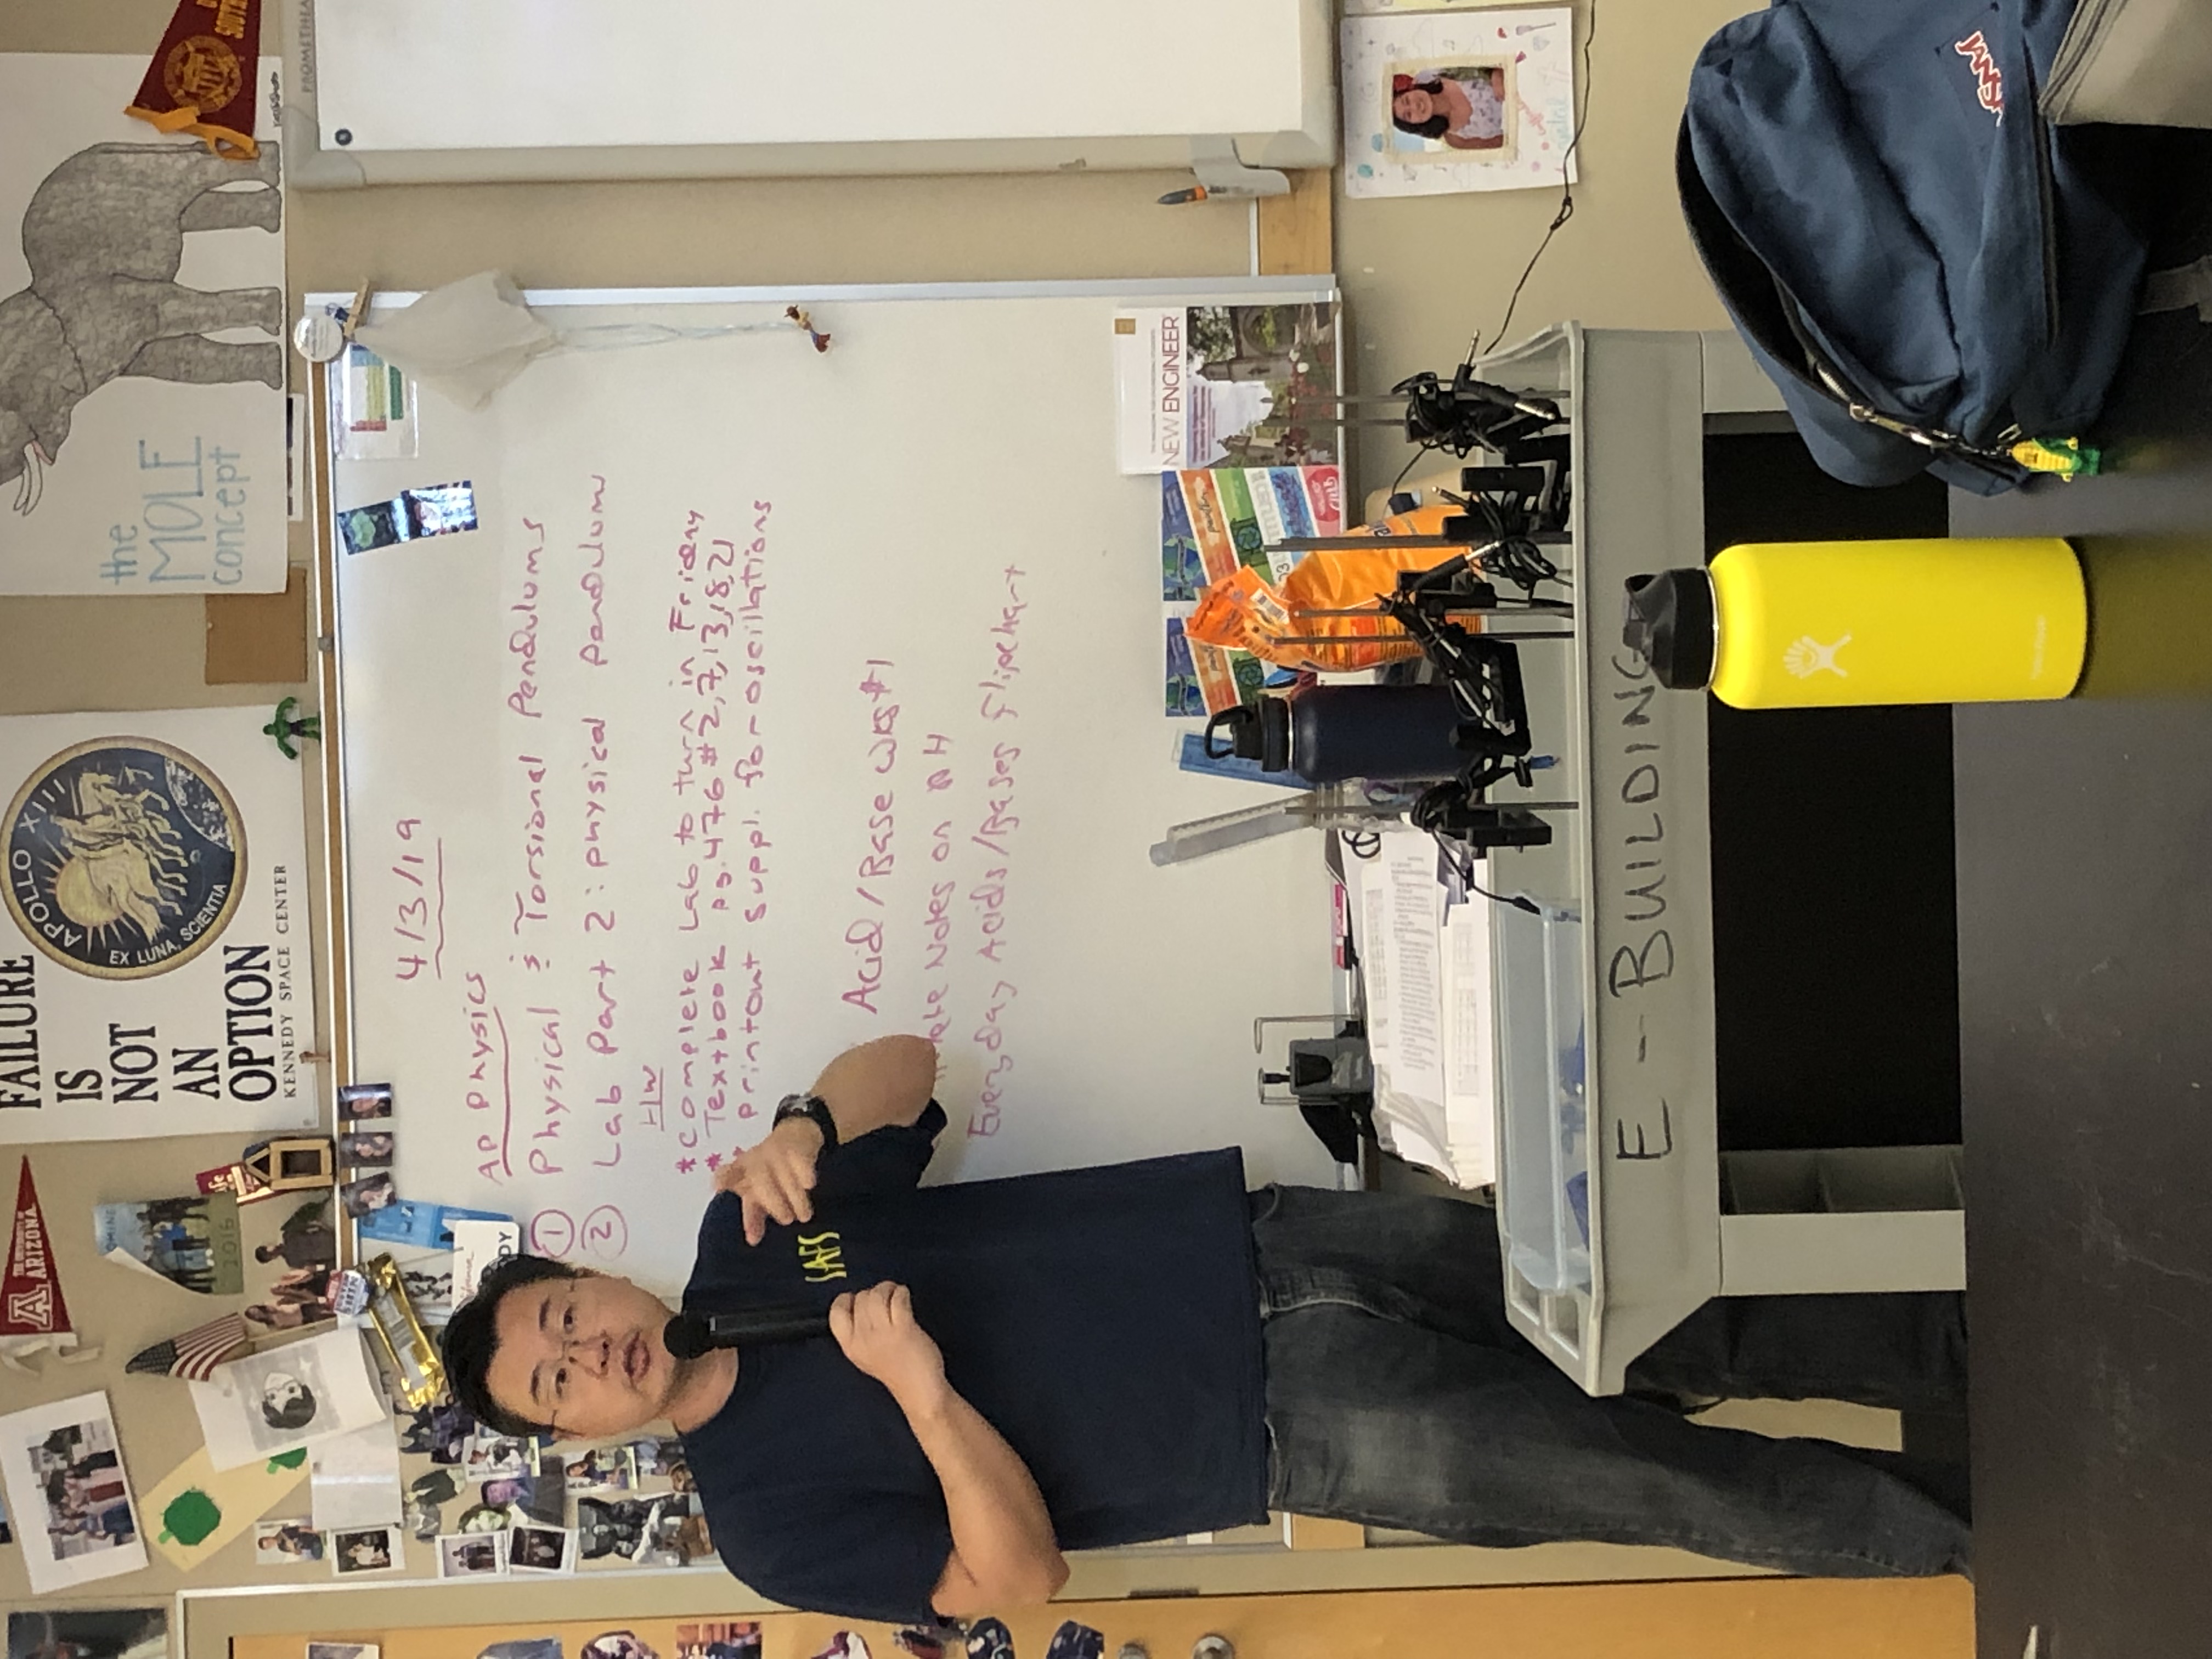 THE UNIVERSITY OF
ARIZONA
FAILURE
IS
NOT
AN
OPTION
KENNEDY SPACE CENTER
APOLLO XIII
EX LUNA, SCIENTIA
the
MOLE
concept
PROMETHEA
2016
4/3/19
AP Physics
① Physical & Torsional Pendulums
② Lab Part 2: physical Pendulum
HW
* Complete Lab to turn in Friday
* Textbook pg. 476 # 2, 7, 13, 18, 21
* printout suppl. for oscillations
Acid/Base wks #1
Notes on pH
Everyday Acids/Bases Flipchart
SAFS
NEW ENGINEER
E - BUILDING
JANS